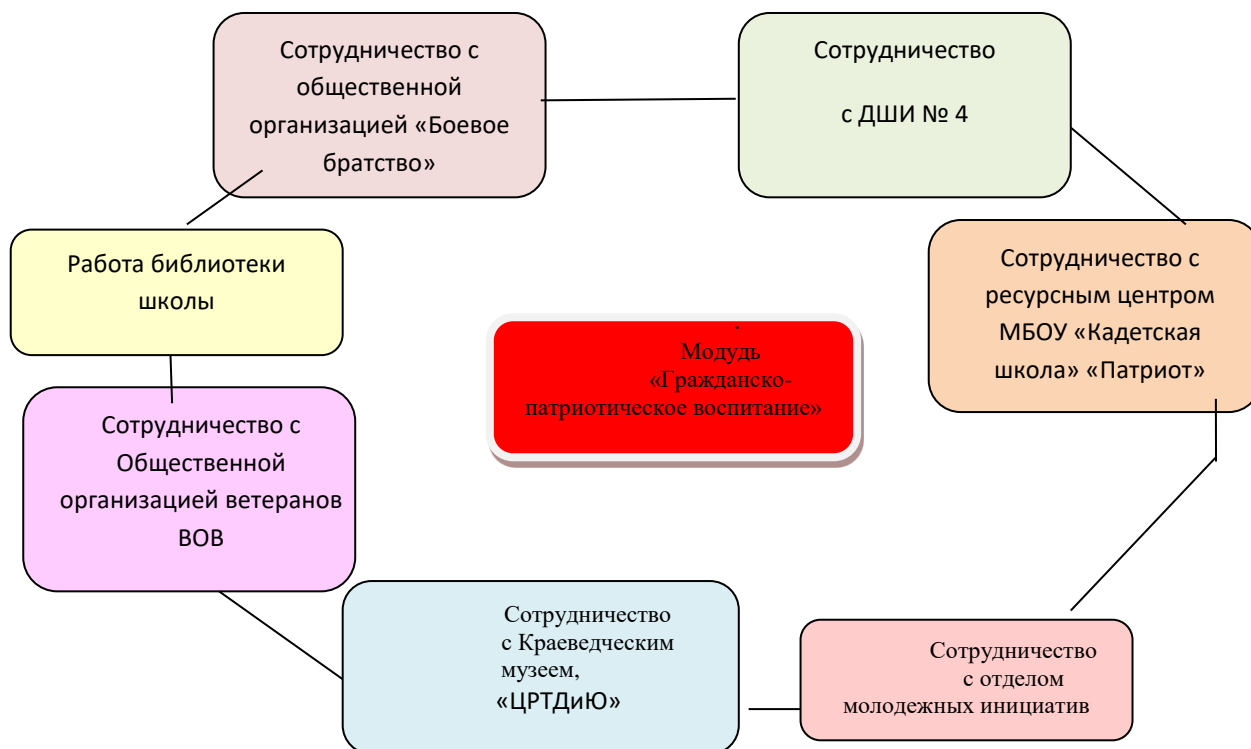 Сотрудничество с
общественной
организацией «Боевое
братство»
Сотрудничество
с ДШИ № 4
Работа библиотеки
школы
Сотрудничество с
ресурсным центром
МБОУ «Кадетская
школа» «Патриот»
.
Модудь
«Гражданско-
патриотическое воспитание»
Сотрудничество с
Общественной
организацией ветеранов
ВОВ
Сотрудничество
с Краеведческим
музеем,
«ЦРТДиЮ»
Сотрудничество
с отделом
молодежных инициатив